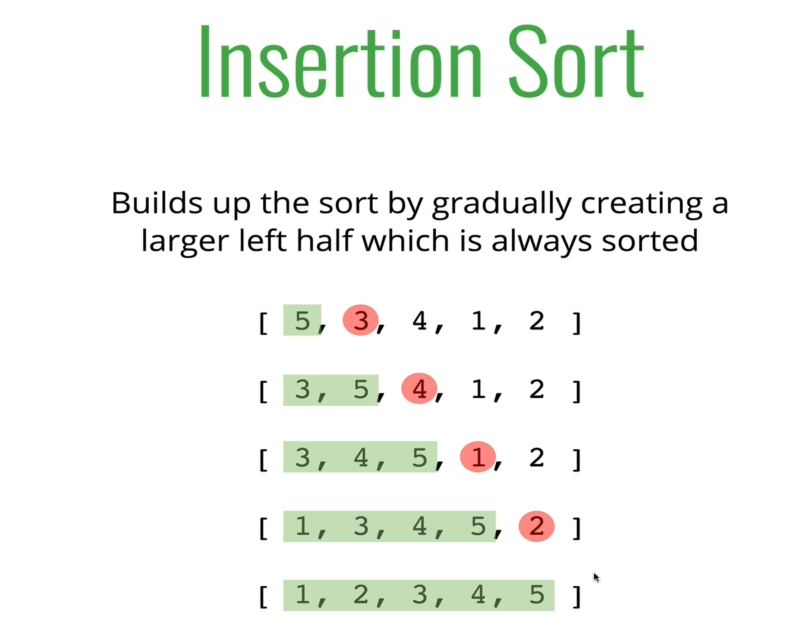 Insertion Sort
Builds up the sort by gradually creating a
larger left half which is always sorted
[ 5, 3, 4, 1, 2 ]
[ 3, 5, 4, 1, 2 ]
[ 3, 4, 5, 1, 2 ]
[ 1, 3, 4, 5, 2 ]
[ 1, 2, 3, 4, 5 ]